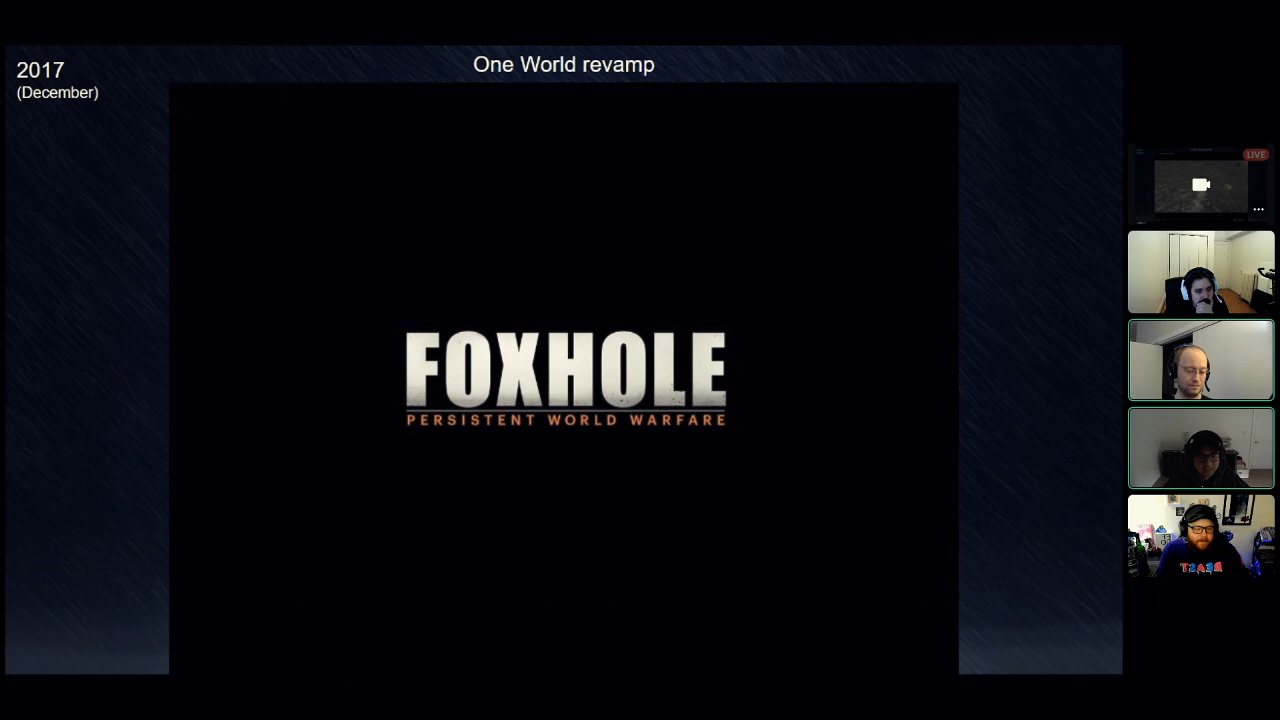 2017
(December)
One World revamp
FOXHOLE
PERSISTENT WORLD WARFARE
LIVE